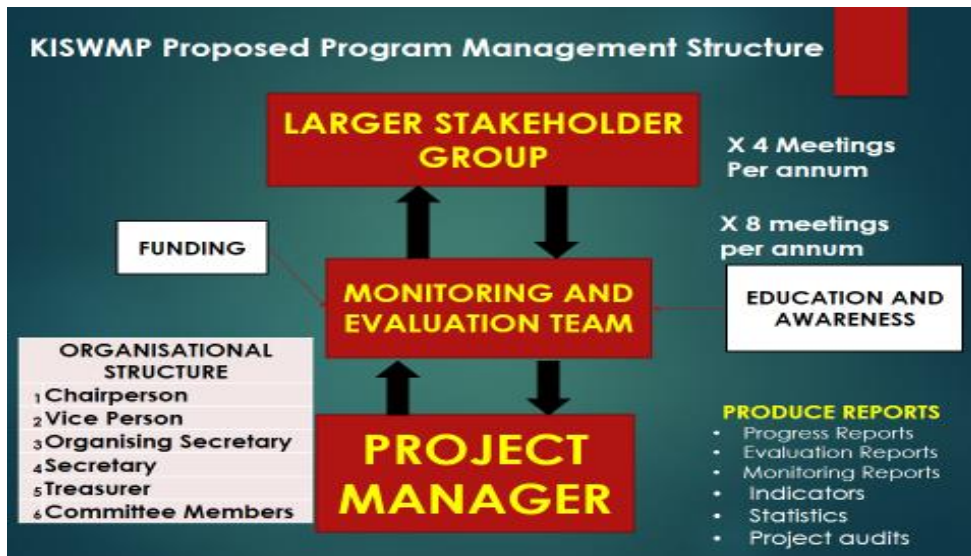 KISWMP Proposed Program Management Structure
LARGER STAKEHOLDER
GROUP
X 4 Meetings
Per annum
X 8 meetings
per annum
FUNDING
MONITORING AND
EVALUATION TEAM
EDUCATION AND
AWARENESS
ORGANISATIONAL
STRUCTURE
1 Chairperson
2 Vice Person
3 Organising Secretary
4 Secretary
5 Treasurer
6 Committee Members
PROJECT
MANAGER
PRODUCE REPORTS
• Progress Reports
• Evaluation Reports
• Monitoring Reports
• Indicators
• Statistics
• Project audits